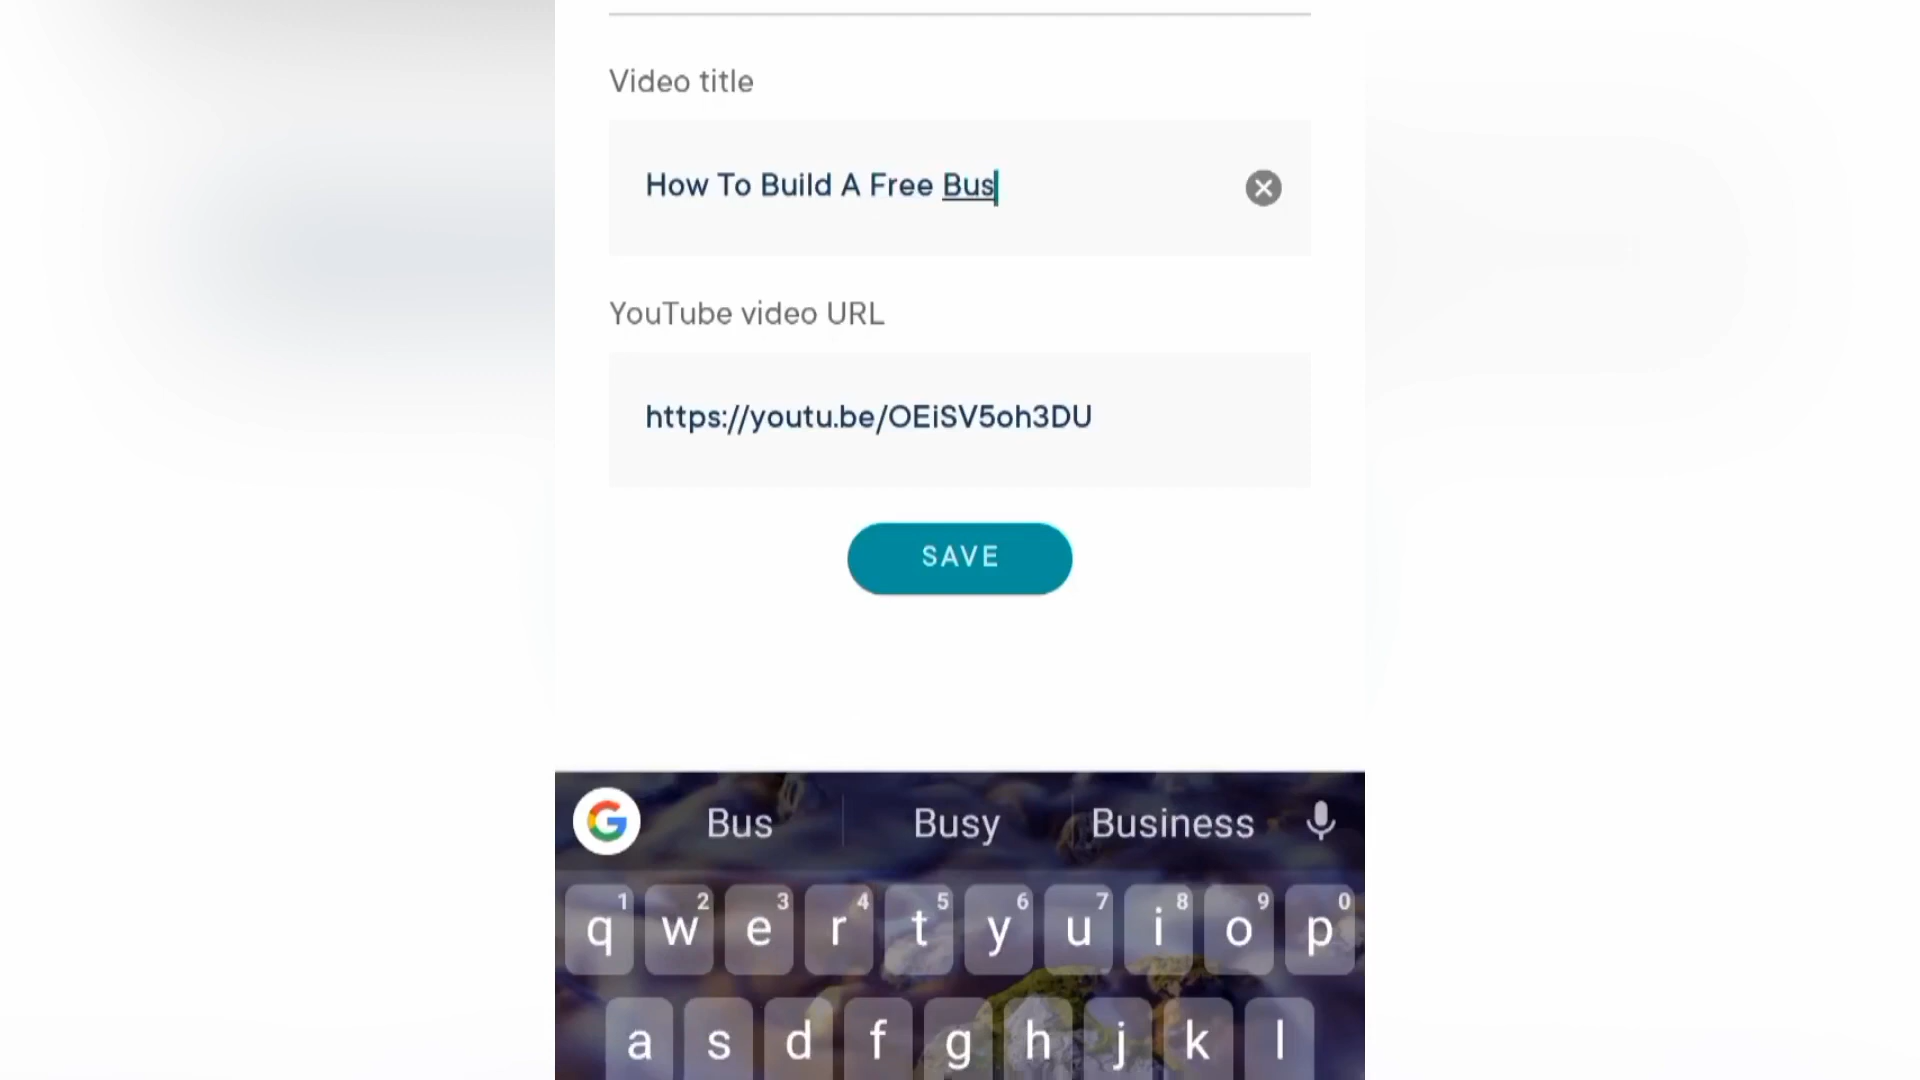 Video title
How To Build A Free Bus
YouTube video URL
https://youtu.be/OEiSV5oh3DU
SAVE
G Bus Busy Business
1 2 3 4 5 6 7 8 9 0
q w e r t y u i o p
a s d f g h j k l